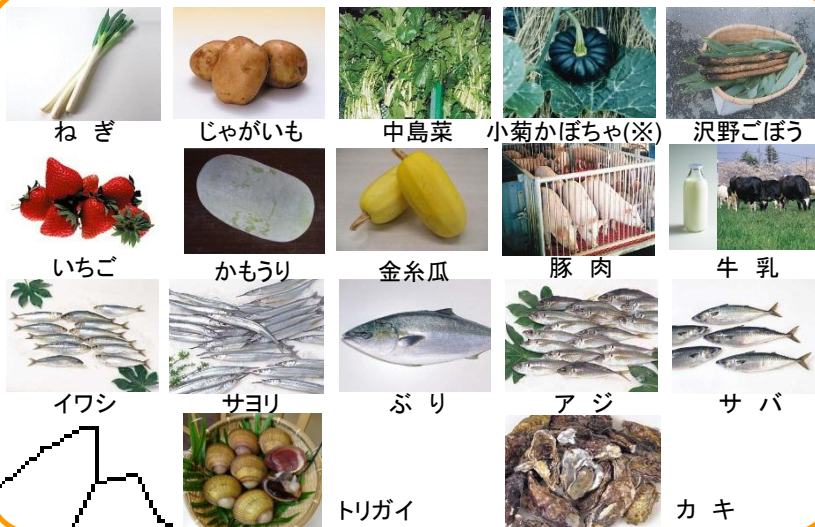 ね ぎ
じゃがいも
中島菜
小菊かぼちゃ(※)
沢野ごぼう
いちご
かもうり
金糸瓜
豚 肉
牛 乳
イワシ
サヨリ
ぶ り
ア ジ
サ バ
トリガイ
カ キ